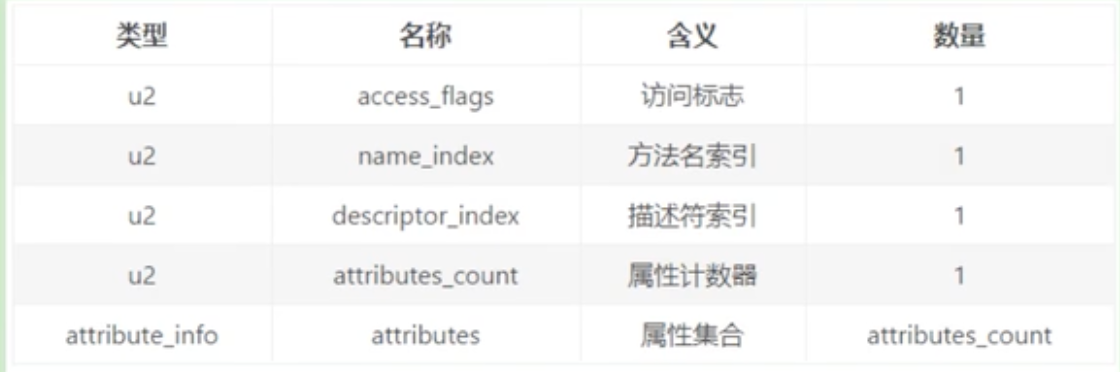 类型 名称 含义 数量
u2 access_flags 访问标志 1
u2 name_index 方法名索引 1
u2 descriptor_index 描述符索引 1
u2 attributes_count 属性计数器 1
attribute_info attributes 属性集合 attributes_count